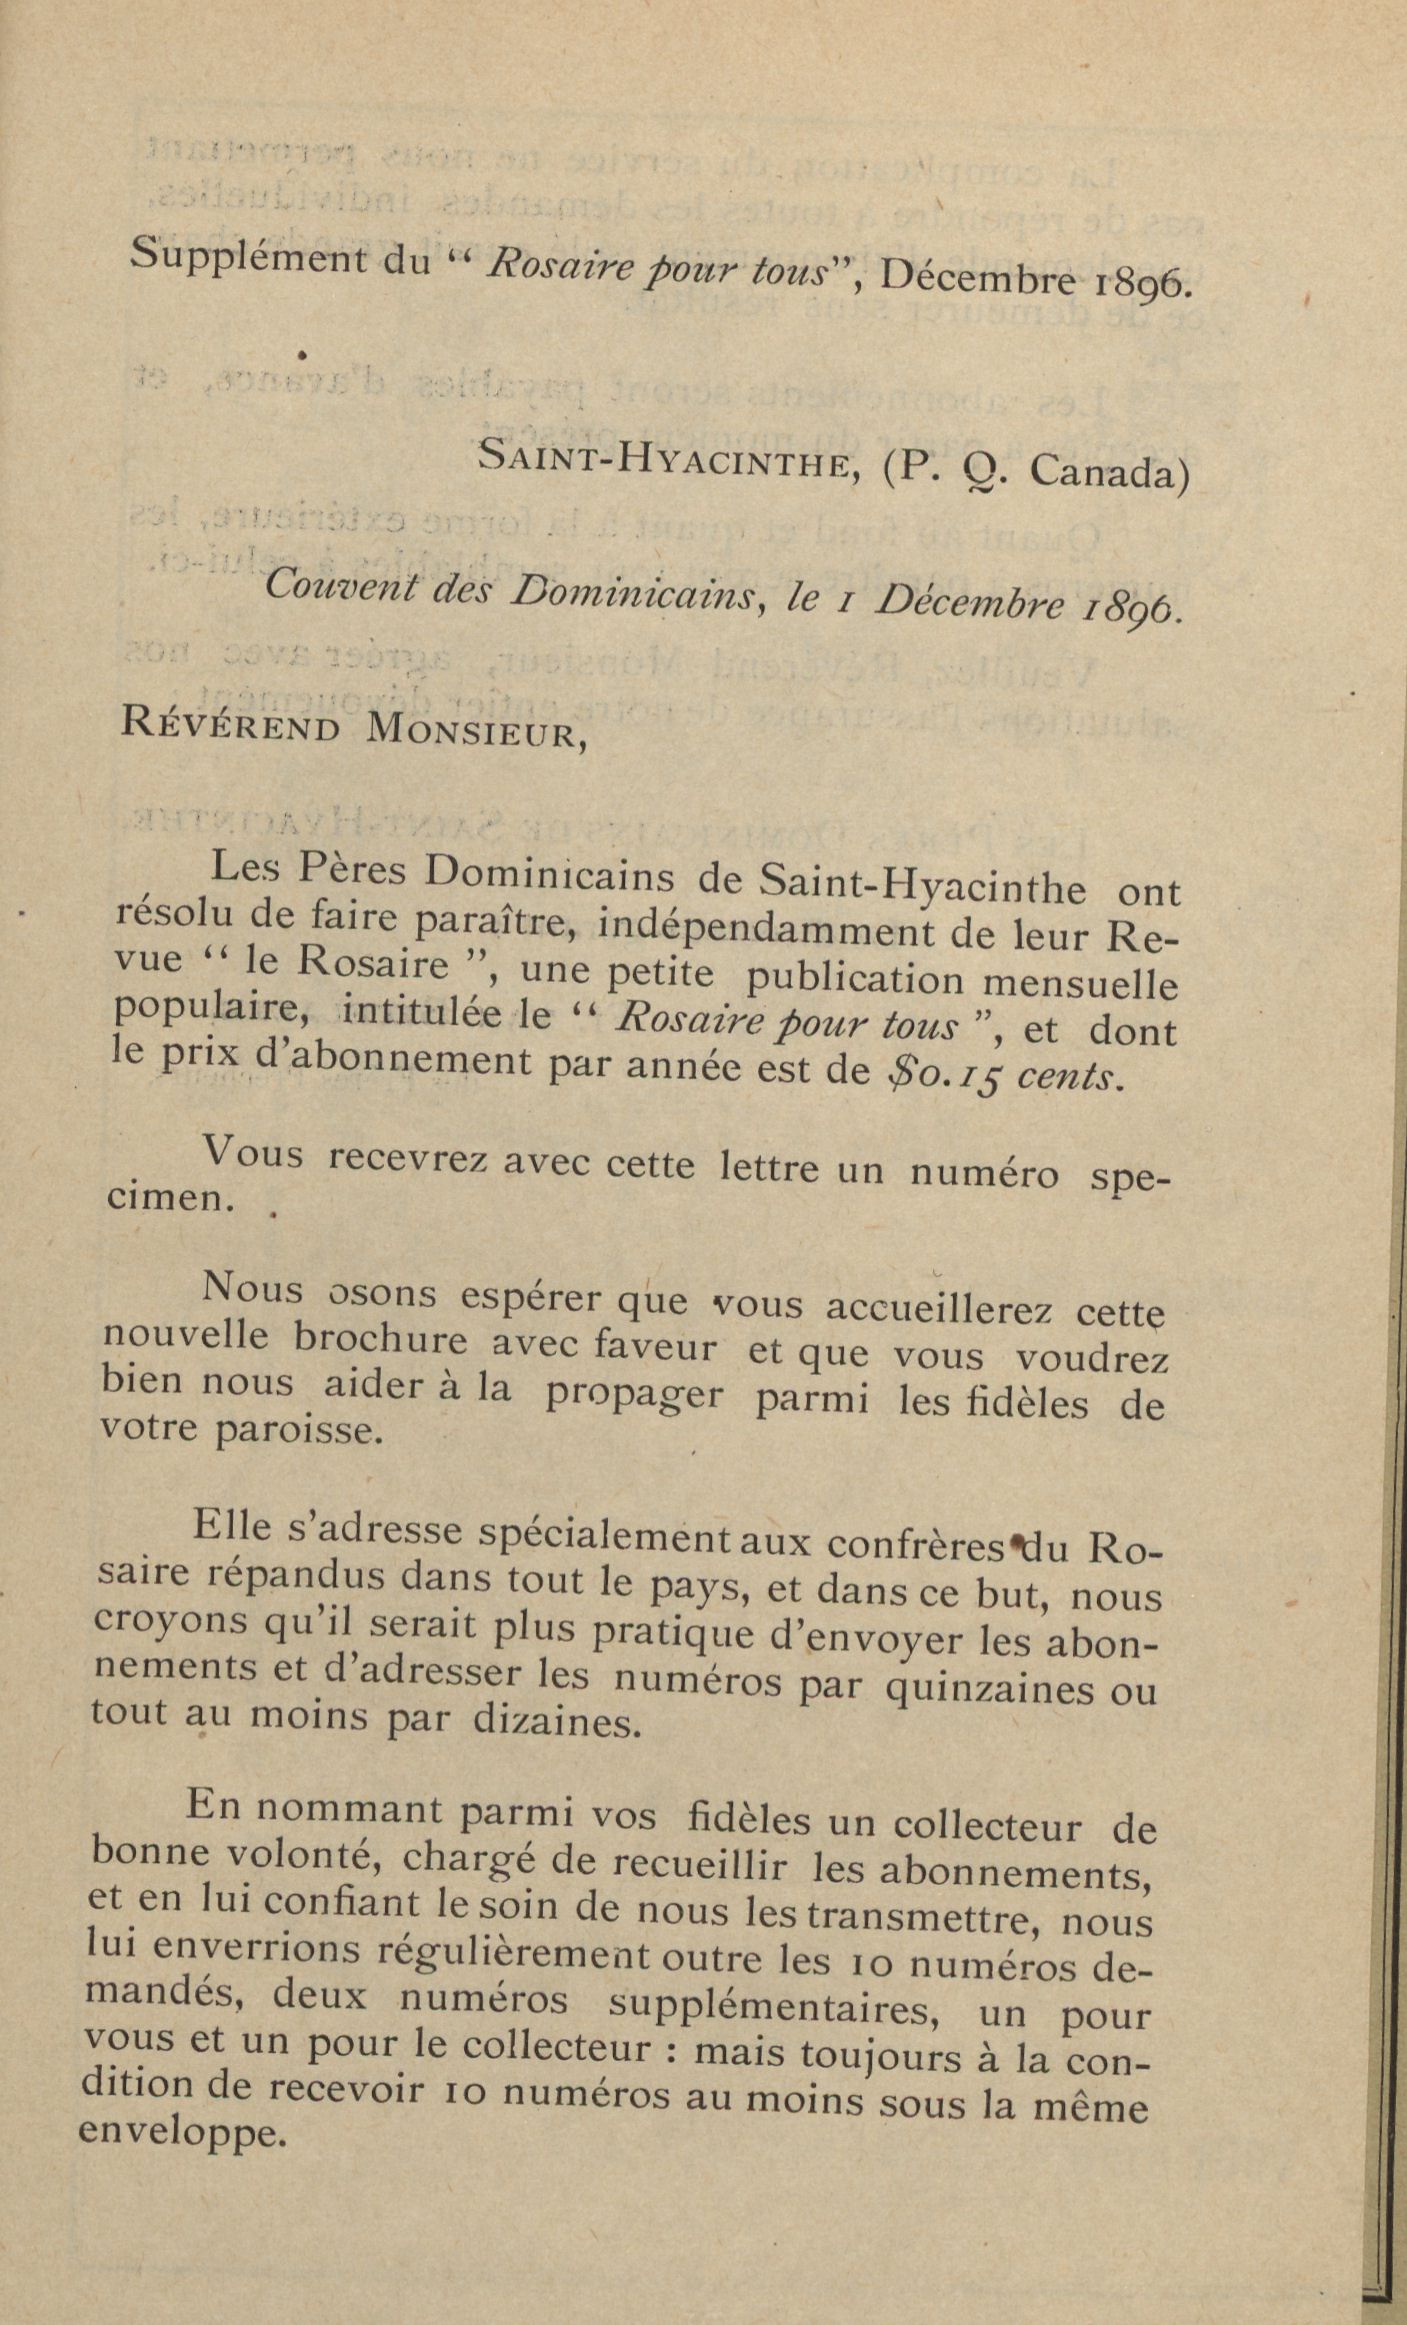 Supplément du “ Rosaire pour tous”, Décembre 1896.
SAINT-HYACINTHE, (P. Q. Canada)
Couvent des Dominicains, le 1 Décembre 1896.
RÉVÉREND MONSIEUR,
Les Pères Dominicains de Saint-Hyacinthe ont
résolu de faire paraître, indépendamment de leur Re-
vue “ le Rosaire ”, une petite publication mensuelle
populaire, intitulée le “ Rosaire pour tous ”, et dont
le prix d’abonnement par année est de $0.15 cents.
Vous recevrez avec cette lettre un numéro spe-
cimen.
Nous osons espérer que vous accueillerez cette
nouvelle brochure avec faveur et que vous voudrez
bien nous aider à la propager parmi les fidèles de
votre paroisse.
Elle s’adresse spécialement aux confrères du Ro-
saire répandus dans tout le pays, et dans ce but, nous
croyons qu’il serait plus pratique d’envoyer les abon-
nements et d’adresser les numéros par quinzaines ou
tout au moins par dizaines.
En nommant parmi vos fidèles un collecteur de
bonne volonté, chargé de recueillir les abonnements,
et en lui confiant le soin de nous les transmettre, nous
lui enverrions régulièrement outre les 10 numéros de-
mandés, deux numéros supplémentaires, un pour
vous et un pour le collecteur : mais toujours à la con-
dition de recevoir 10 numéros au moins sous la même
enveloppe.